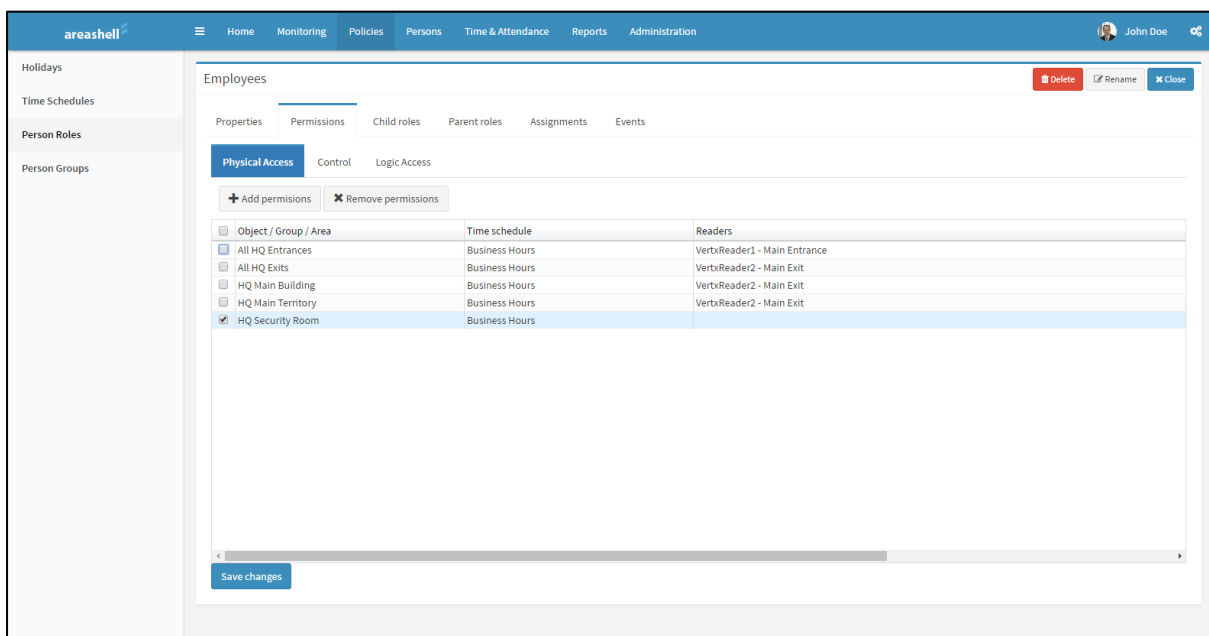 areashell Home Monitoring Policies Persons Time & Attendance Reports Administration John Doe
Holidays
Time Schedules
Person Roles
Person Groups
Employees Delete Rename Close
Properties Permissions Child roles Parent roles Assignments Events
Physical Access Control Logic Access
Add permisions Remove permissions
Object / Group / Area Time schedule Readers
All HQ Entrances Business Hours VertxReader1 - Main Entrance
All HQ Exits Business Hours VertxReader2 - Main Exit
HQ Main Building Business Hours VertxReader2 - Main Exit
HQ Main Territory Business Hours VertxReader2 - Main Exit
HQ Security Room Business Hours
Save changes